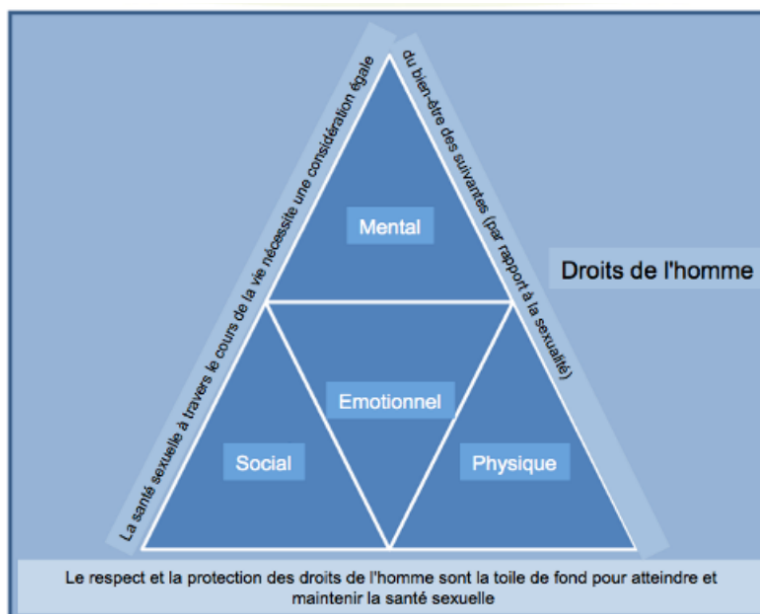 La santé sexuelle à travers le cours de la vie nécessite une considération égale
du bien-être des suivantes (par rapport à la sexualité)
Mental
Droits de l'homme
Emotionnel
Social
Physique
Le respect et la protection des droits de l'homme sont la toile de fond pour atteindre et
maintenir la santé sexuelle